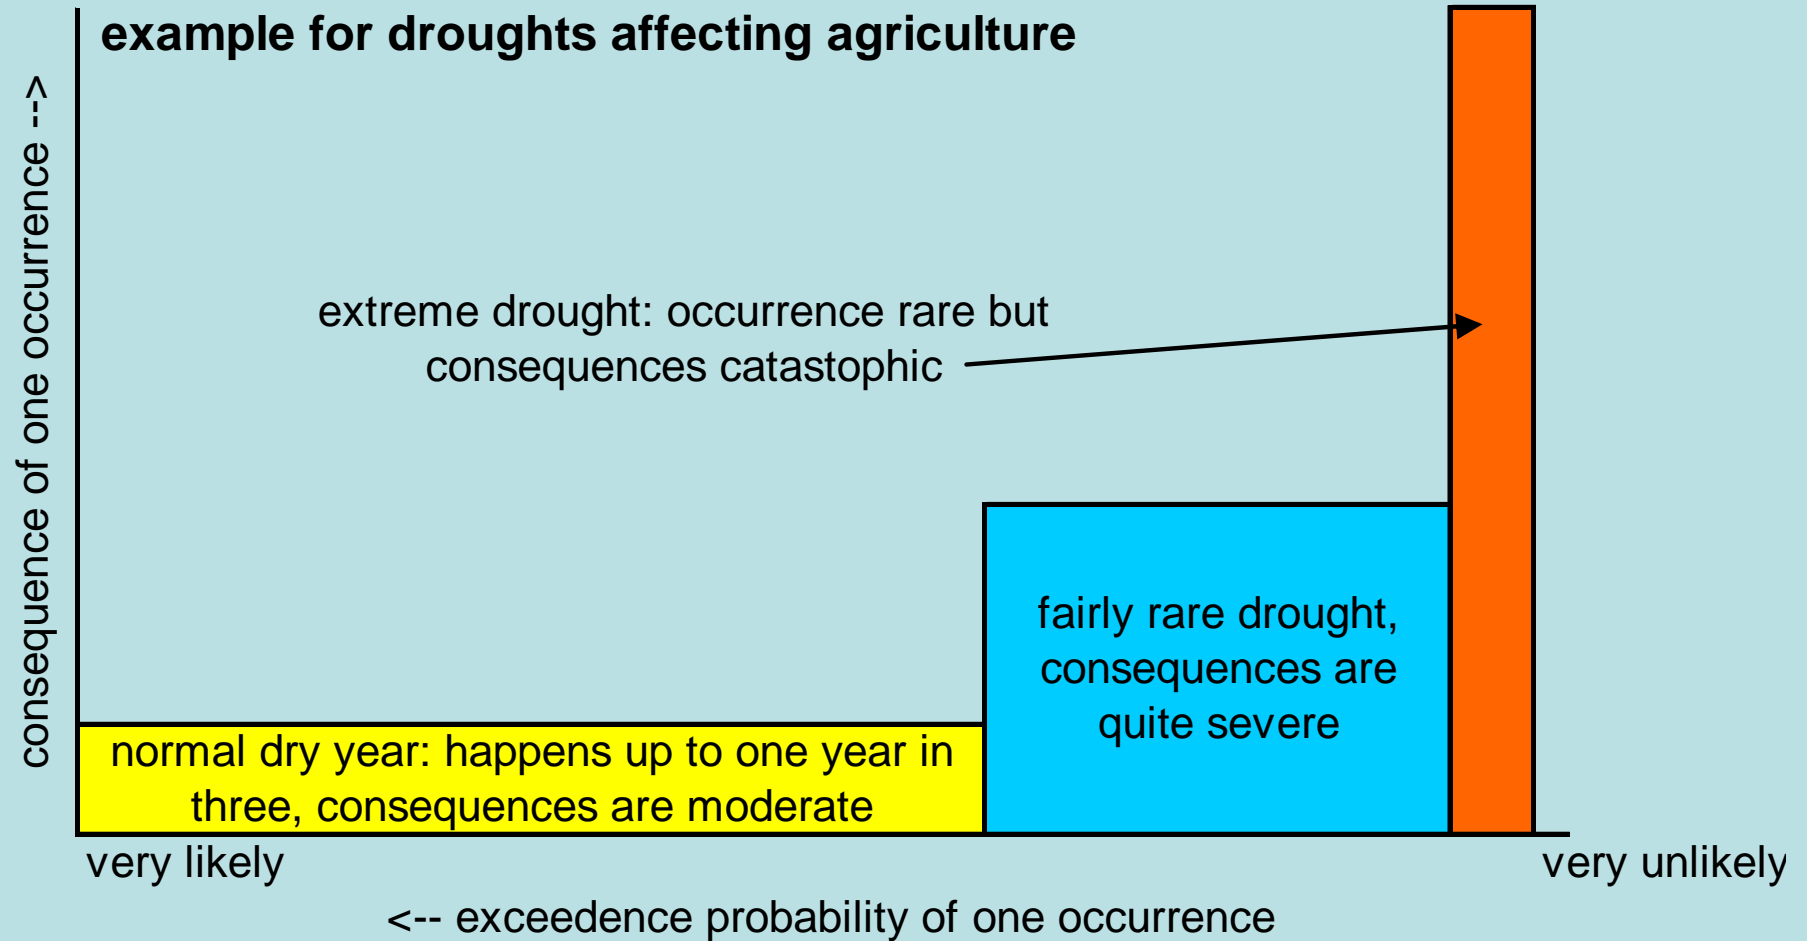 example for droughts affecting agriculture
consequence of one occurrence -->
extreme drought: occurrence rare but
consequences catastophic
fairly rare drought,
consequences are
quite severe
normal dry year: happens up to one year in
three, consequences are moderate
very likely
very unlikely
<-- exceedence probability of one occurrence